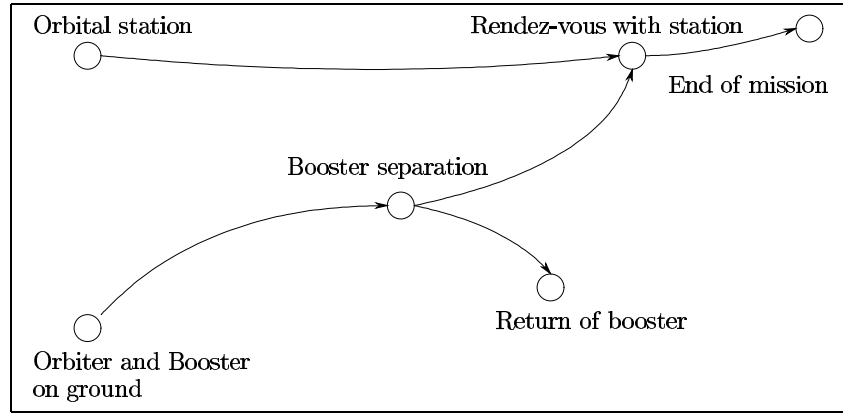 Orbital station
Rendez-vous with station
End of mission
Booster separation
Return of booster
Orbiter and Booster
on ground